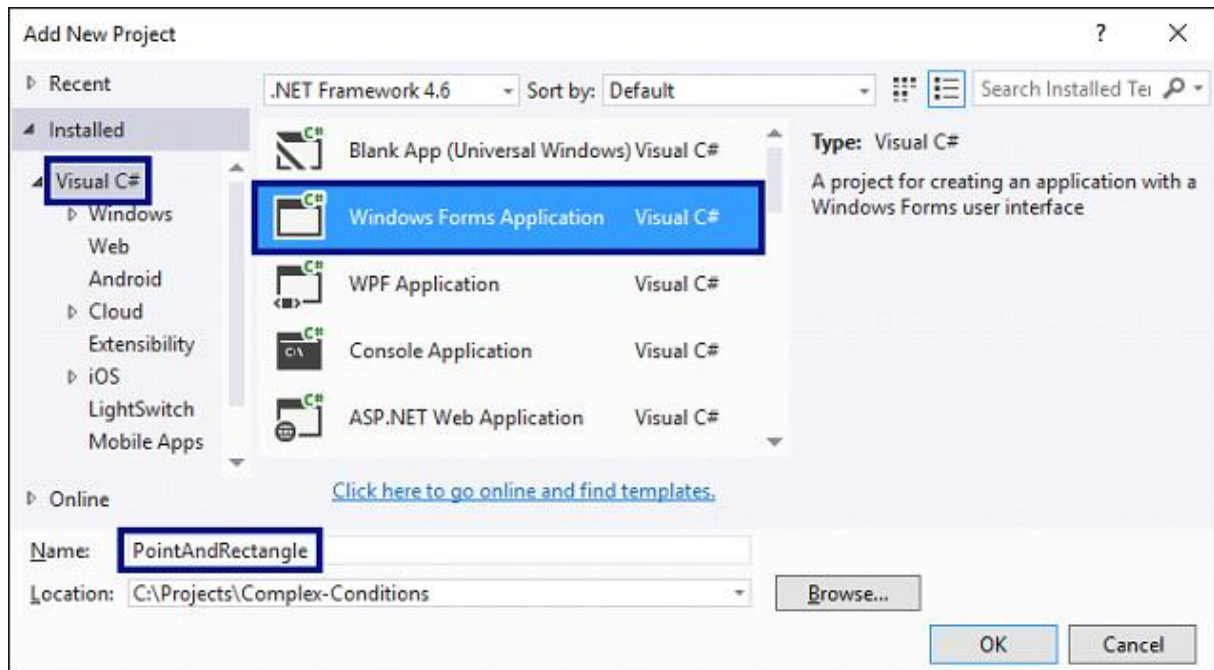 Add New Project
?
Recent
.NET Framework 4.6
Sort by: Default
Search Installed Ter
Installed
Visual C#
Windows
Web
Android
Cloud
Extensibility
iOS
LightSwitch
Mobile Apps
Online
C#
Blank App (Universal Windows) Visual C#
C#
Windows Forms Application Visual C#
C#
WPF Application Visual C#
C#
C:\
Console Application Visual C#
C#
ASP.NET Web Application Visual C#
Click here to go online and find templates.
Type: Visual C#
A project for creating an application with a
Windows Forms user interface
Name: PointAndRectangle
Location: C:\Projects\Complex-Conditions
Browse...
OK
Cancel